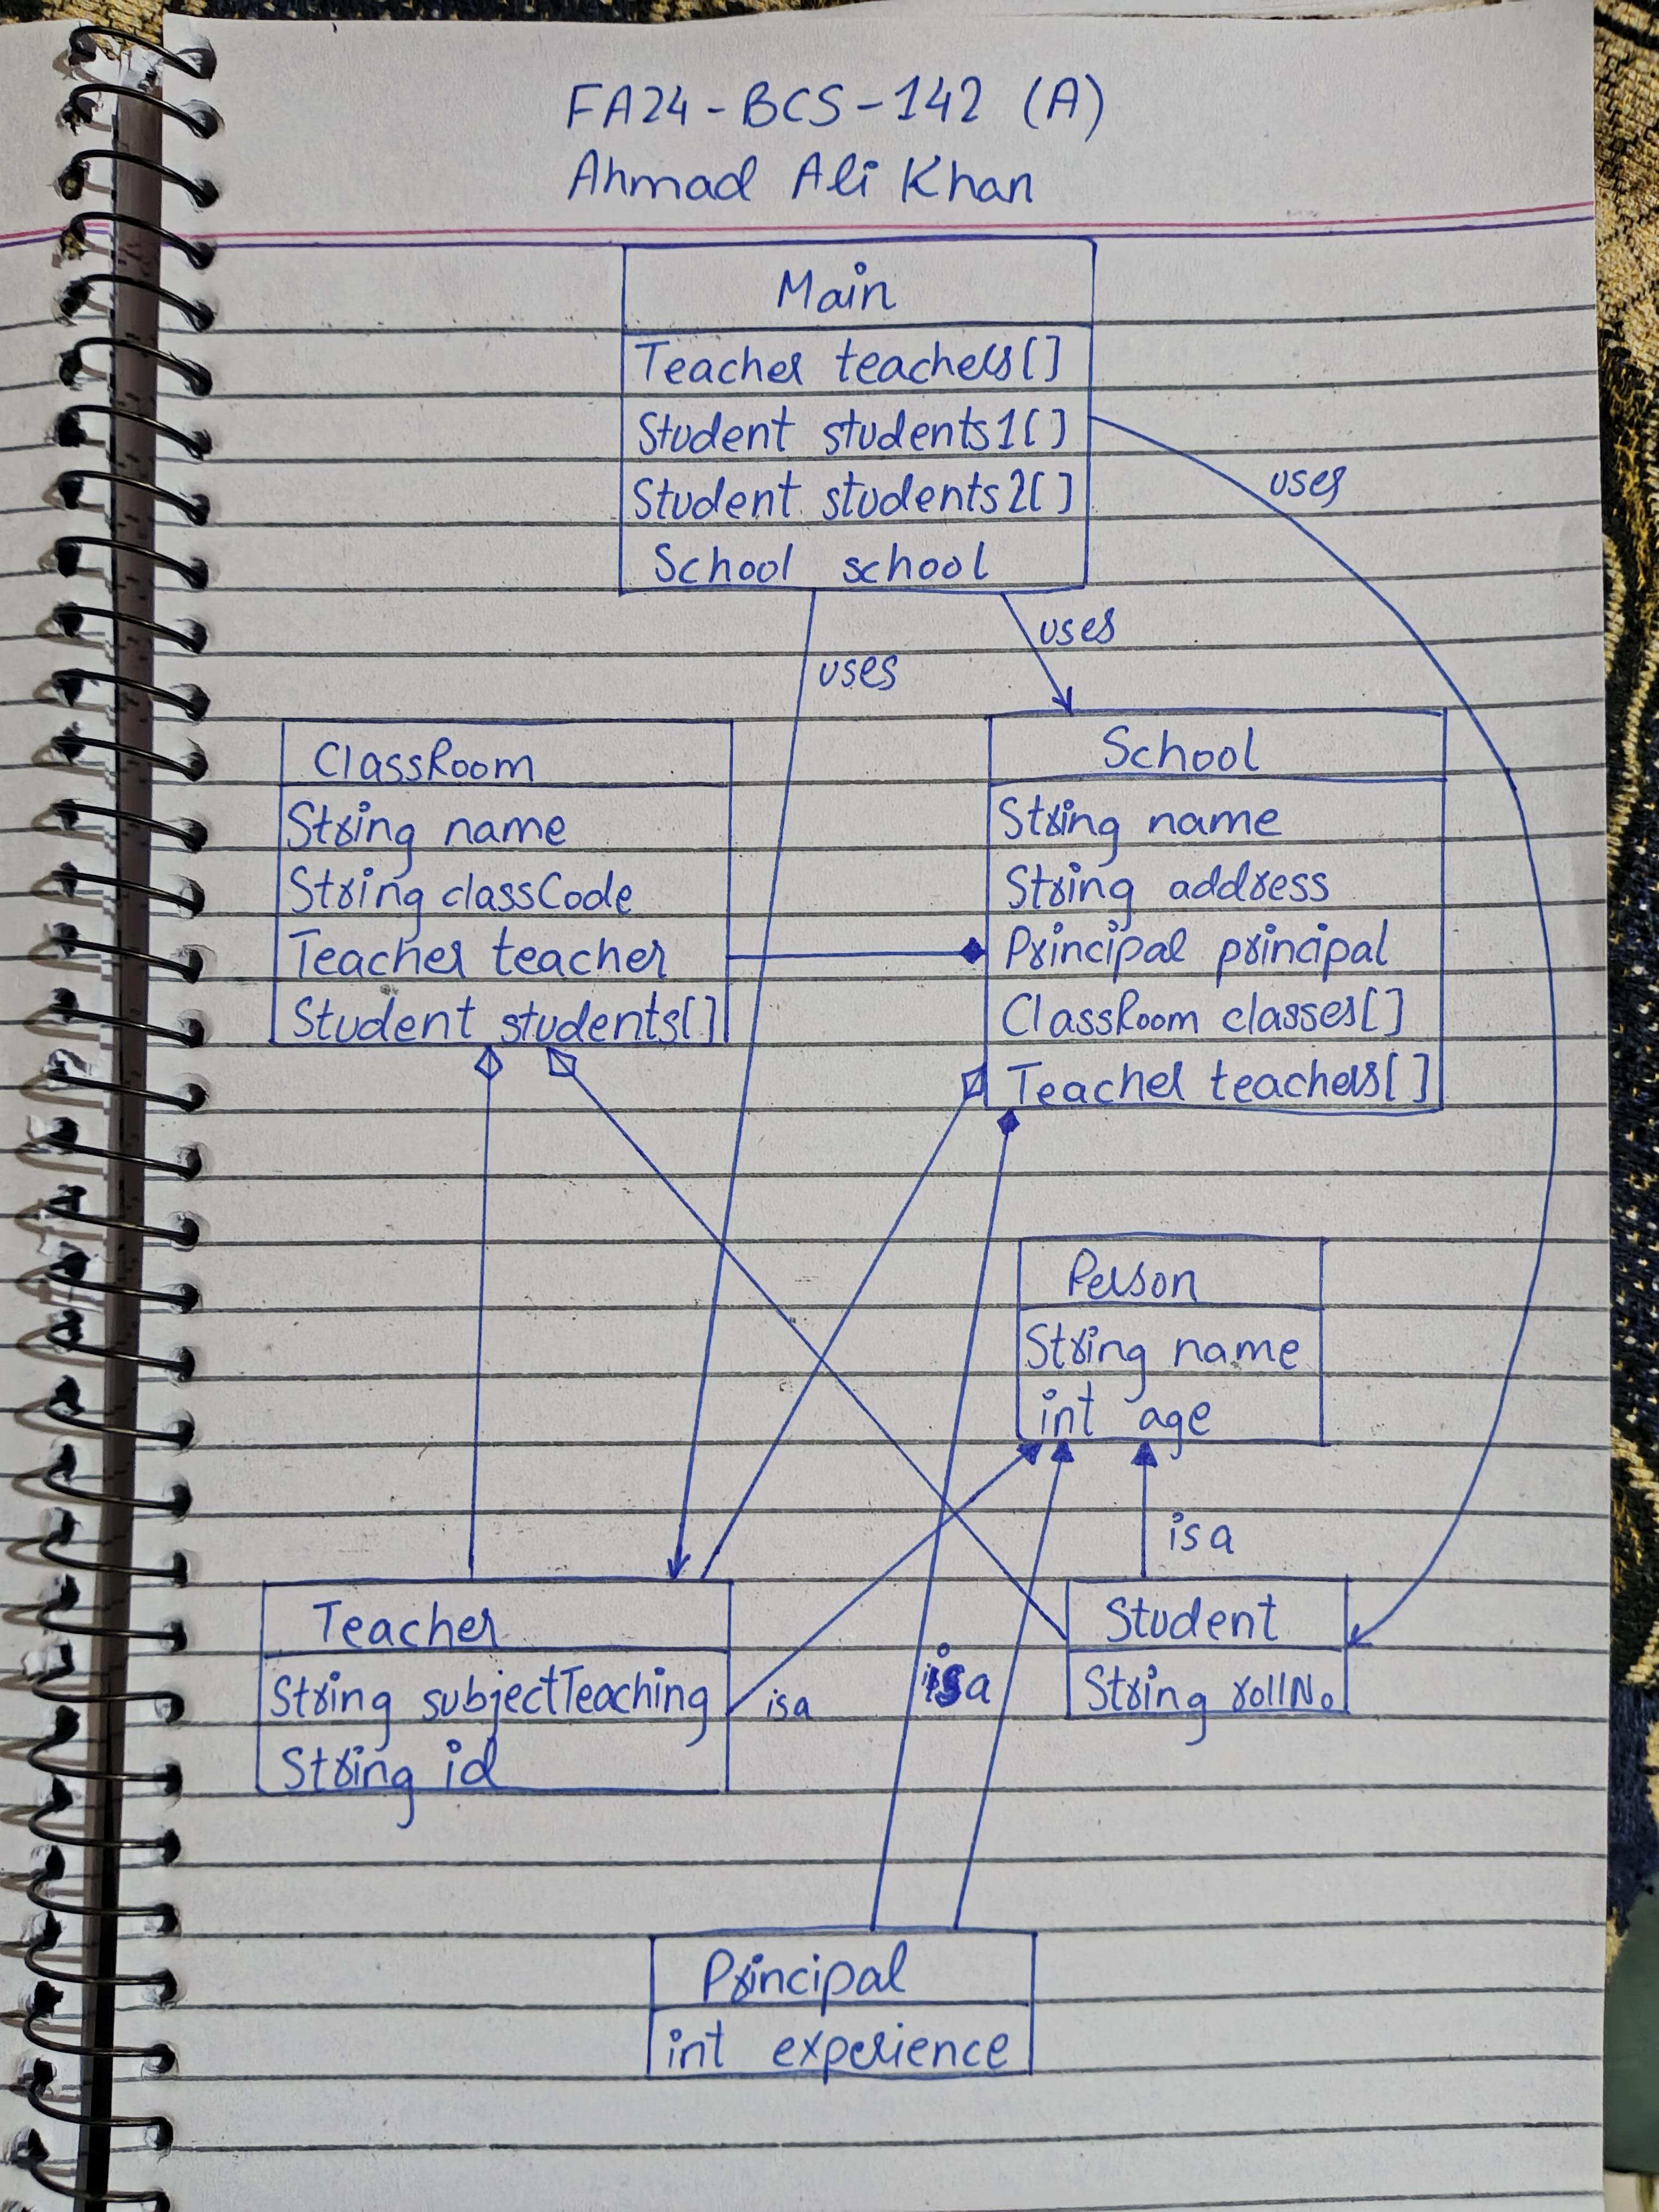 FA24-BCS-142 (A)
Ahmad Ali Khan
Main
Teacher teachers[]
Student students1[]
Student students2[]
School school
uses
uses
uses
ClassRoom
String name
String classCode
Teacher teacher
Student students[]
School
String name
String address
Principal principal
ClassRoom classes[]
Teacher teachers[]
Person
String name
int age
is a
Teacher
String subjectTeaching
String id
is a
is a
Student
String rollNo
Principal
int experience